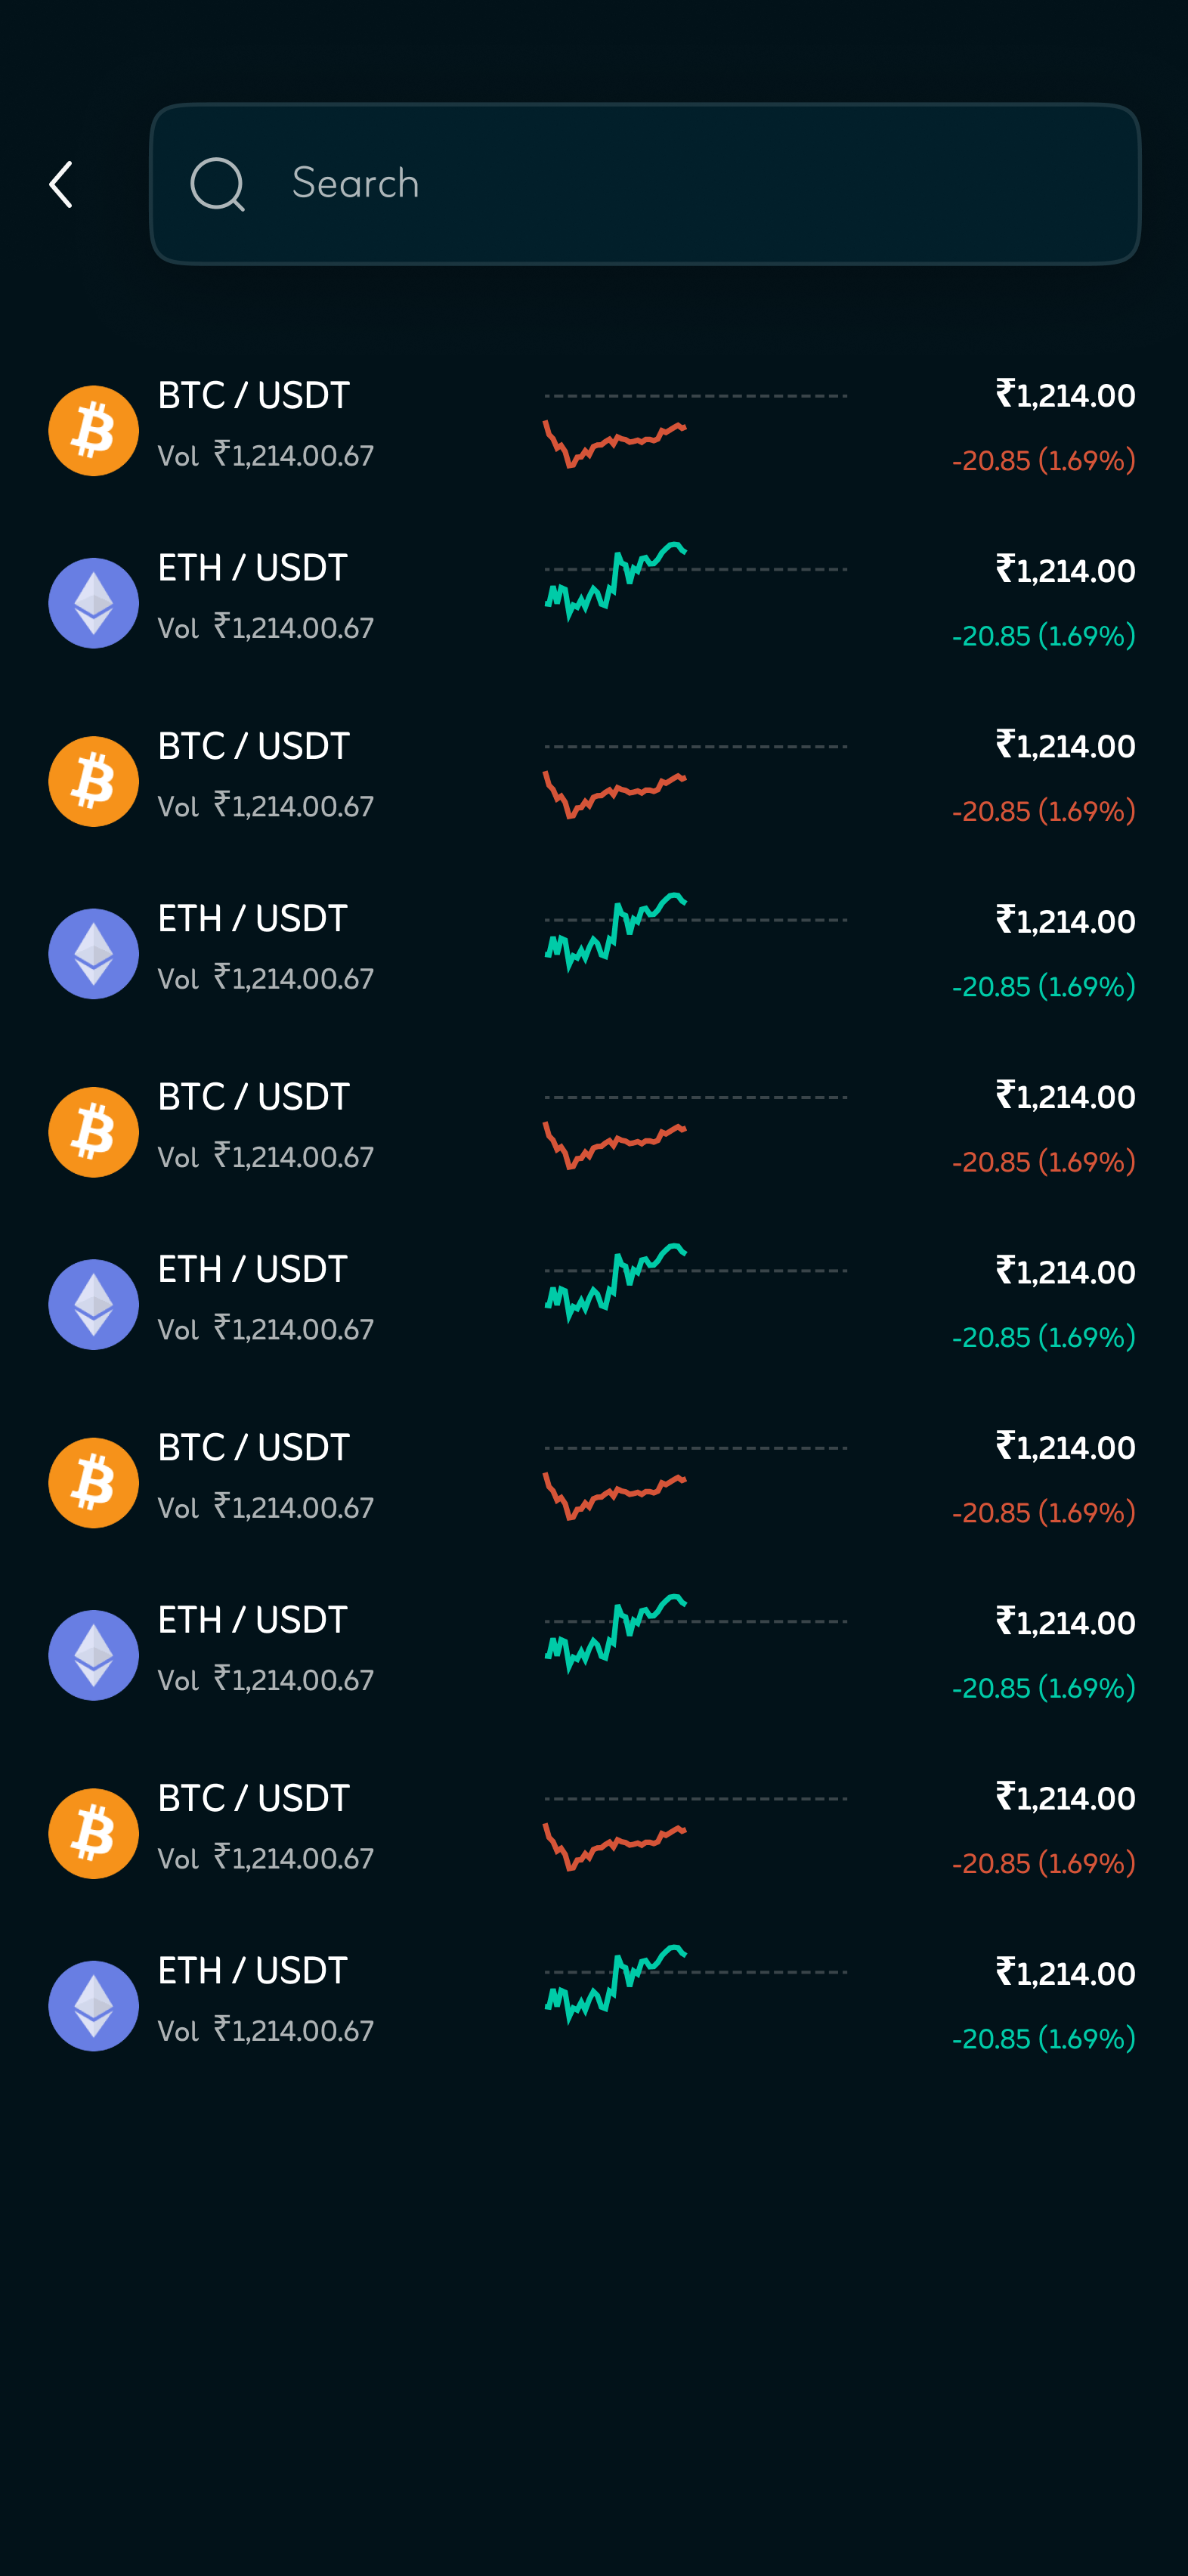 Search
BTC / USDT
₹1,214.00
Vol ₹1,214.00.67
-20.85 (1.69%)
ETH / USDT
₹1,214.00
Vol ₹1,214.00.67
-20.85 (1.69%)
BTC / USDT
₹1,214.00
Vol ₹1,214.00.67
-20.85 (1.69%)
ETH / USDT
₹1,214.00
Vol ₹1,214.00.67
-20.85 (1.69%)
BTC / USDT
₹1,214.00
Vol ₹1,214.00.67
-20.85 (1.69%)
ETH / USDT
₹1,214.00
Vol ₹1,214.00.67
-20.85 (1.69%)
BTC / USDT
₹1,214.00
Vol ₹1,214.00.67
-20.85 (1.69%)
ETH / USDT
₹1,214.00
Vol ₹1,214.00.67
-20.85 (1.69%)
BTC / USDT
₹1,214.00
Vol ₹1,214.00.67
-20.85 (1.69%)
ETH / USDT
₹1,214.00
Vol ₹1,214.00.67
-20.85 (1.69%)